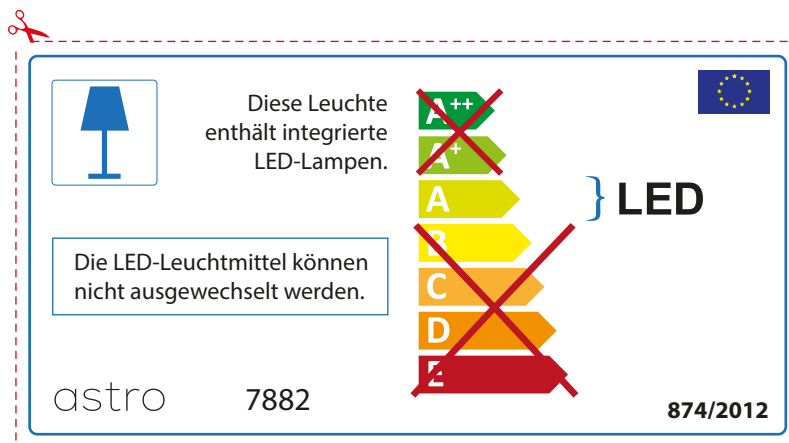 Diese Leuchte
enthält integrierte
LED-Lampen.
Die LED-Leuchtmittel können
nicht ausgewechselt werden.
A++
A+
A
B
C
D
E
LED
astro
7882
874/2012